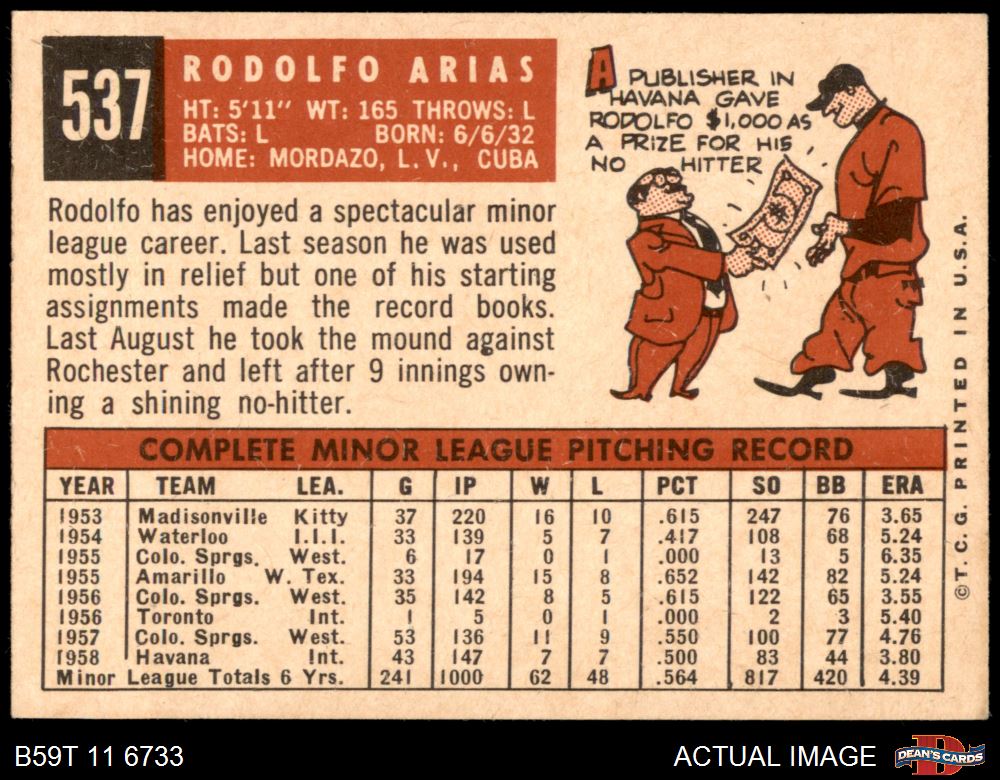 537
RODOLFO ARIAS
HT: 5'11" WT: 165 THROWS: L
BATS: L BORN: 6/6/32
HOME: MORDAZO, L. V., CUBA
A PUBLISHER IN
HAVANA GAVE
RODOLFO $1,000 AS
A PRIZE FOR HIS
NO HITTER
Rodolfo has enjoyed a spectacular minor
league career. Last season he was used
mostly in relief but one of his starting
assignments made the record books.
Last August he took the mound against
Rochester and left after 9 innings own-
ing a shining no-hitter.
COMPLETE MINOR LEAGUE PITCHING RECORD
YEAR TEAM LEA. G IP W L PCT SO BB ERA
1953 Madisonville Kitty 37 220 16 10 .615 247 76 3.65
1954 Waterloo I.I.I. 33 139 5 7 .417 108 68 5.24
1955 Colo. Sprgs. West. 6 17 0 1 .000 13 5 6.35
1955 Amarillo W. Tex. 33 194 15 8 .652 142 82 5.24
1956 Colo. Sprgs. West. 35 142 8 5 .615 122 65 3.55
1956 Toronto Int. 1 5 0 1 .000 2 3 5.40
1957 Colo. Sprgs. West. 53 136 11 9 .550 100 77 4.76
1958 Havana Int. 43 147 7 7 .500 83 44 3.80
Minor League Totals 6 Yrs. 241 1000 62 48 .564 817 420 4.39
© T. C. G. PRINTED IN U.S.A.
B59T 11 6733
ACTUAL IMAGE
D
DEAN'S CARDS